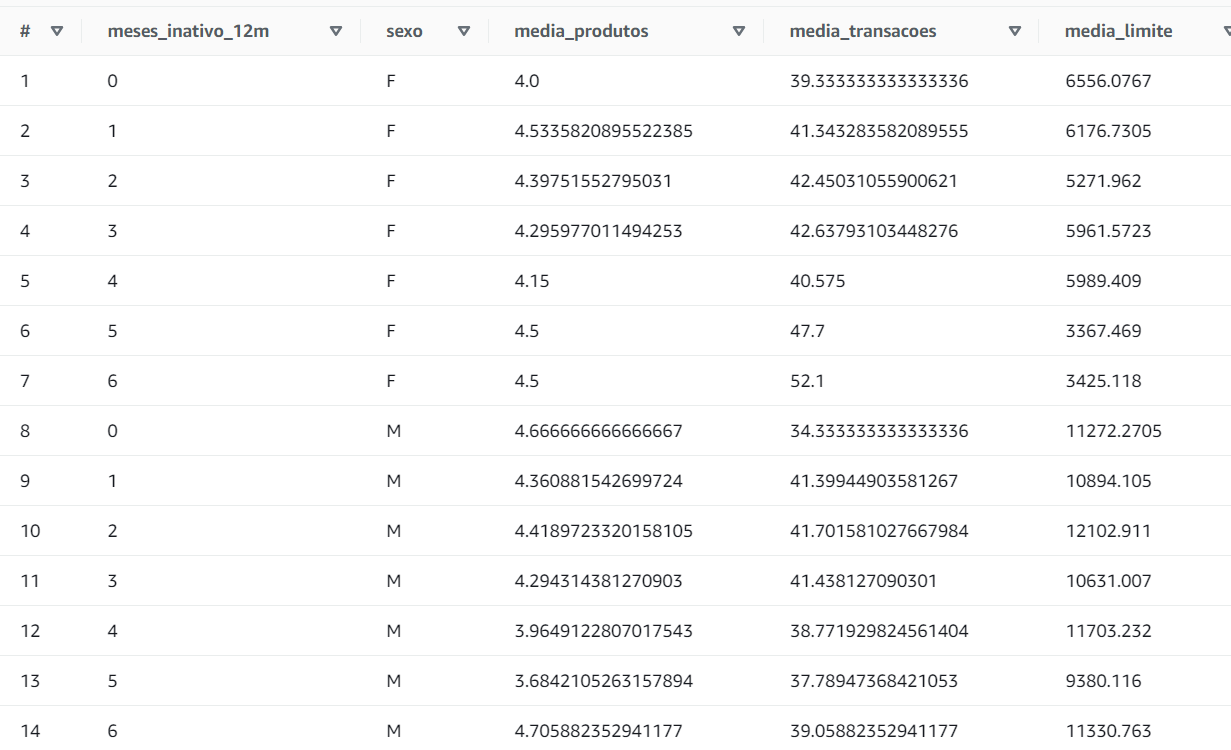 # meses_inativo_12m sexo media_produtos media_transacoes media_limite
1 0 F 4.0 39.333333333333336 6556.0767
2 1 F 4.5335820895522385 41.343283582089555 6176.7305
3 2 F 4.39751552795031 42.45031055900621 5271.962
4 3 F 4.295977011494253 42.63793103448276 5961.5723
5 4 F 4.15 40.575 5989.409
6 5 F 4.5 47.7 3367.469
7 6 F 4.5 52.1 3425.118
8 0 M 4.666666666666667 34.333333333333336 11272.2705
9 1 M 4.360881542699724 41.39944903581267 10894.105
10 2 M 4.4189723320158105 41.701581027667984 12102.911
11 3 M 4.294314381270903 41.438127090301 10631.007
12 4 M 3.9649122807017543 38.771929824561404 11703.232
13 5 M 3.6842105263157894 37.78947368421053 9380.116
14 6 M 4.705882352941177 39.05882352941177 11330.763